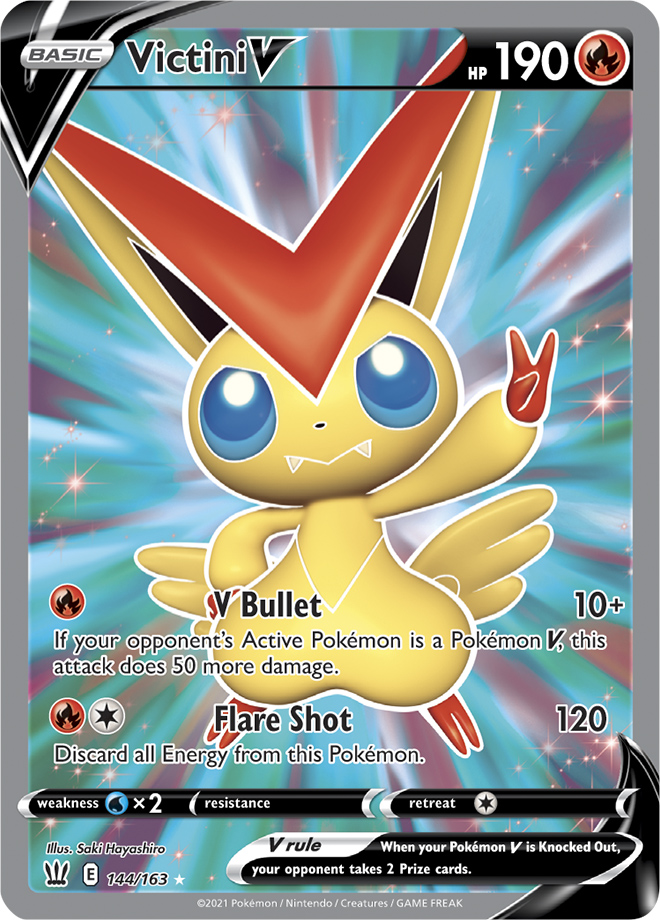 BASIC Victini V HP 190
V Bullet 10+
If your opponent's Active Pokémon is a Pokémon V, this
attack does 50 more damage.
Flare Shot 120
Discard all Energy from this Pokémon.
weakness ×2 resistance retreat
Illus. Saki Hayashiro
V rule When your Pokémon V is Knocked Out,
your opponent takes 2 Prize cards.
E 144/163
©2021 Pokémon / Nintendo / Creatures / GAME FREAK